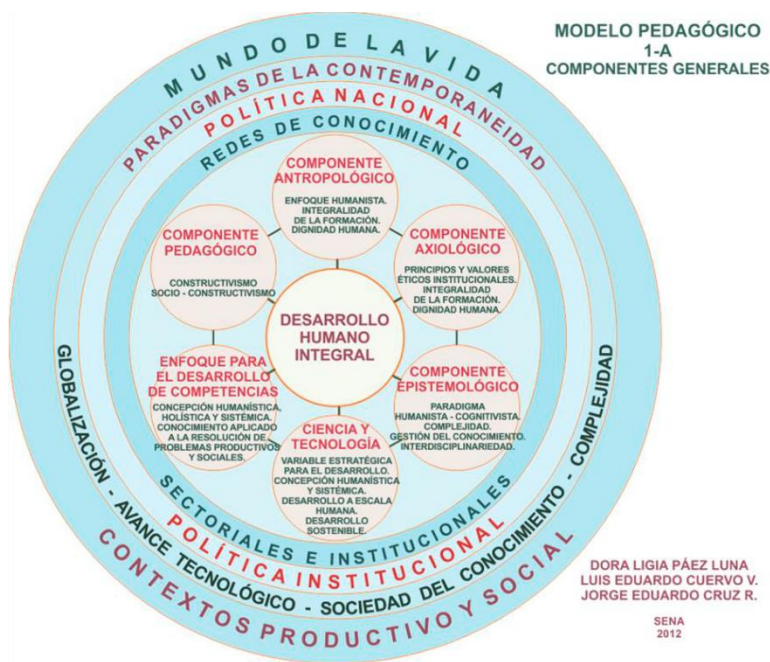 MODELO PEDAGÓGICO
1-A
COMPONENTES GENERALES
MUNDO DE LA VIDA
PARADIGMAS DE LA CONTEMPORANEIDAD
POLÍTICA NACIONAL
REDES DE CONOCIMIENTO
COMPONENTE
ANTROPOLÓGICO
ENFOQUE HUMANISTA.
INTEGRALIDAD
DE LA FORMACIÓN.
DIGNIDAD HUMANA.
COMPONENTE
PEDAGÓGICO
CONSTRUCTIVISMO
SOCIO - CONSTRUCTIVISMO
COMPONENTE
AXIOLÓGICO
PRINCIPIOS Y VALORES
ÉTICOS INSTITUCIONALES.
INTEGRALIDAD
DE LA FORMACIÓN.
DIGNIDAD HUMANA.
DESARROLLO
HUMANO
INTEGRAL
ENFOQUE PARA
EL DESARROLLO
DE COMPETENCIAS
CONCEPCIÓN HUMANÍSTICA,
HOLÍSTICA Y SISTÉMICA.
CONOCIMIENTO APLICADO
A LA RESOLUCIÓN DE
PROBLEMAS PRODUCTIVOS
Y SOCIALES.
COMPONENTE
EPISTEMOLÓGICO
PARADIGMA
HUMANISTA - COGNITIVISTA.
COMPLEJIDAD.
GESTIÓN DEL CONOCIMIENTO.
INTERDISCIPLINARIEDAD.
CIENCIA Y
TECNOLOGÍA
VARIABLE ESTRATÉGICA
PARA EL DESARROLLO.
CONCEPCIÓN HUMANÍSTICA
Y SISTÉMICA.
DESARROLLO A ESCALA
HUMANA.
DESARROLLO
SOSTENIBLE.
SECTORIALES E INSTITUCIONALES
POLÍTICA INSTITUCIONAL
GLOBALIZACIÓN - AVANCE TECNOLÓGICO - SOCIEDAD DEL CONOCIMIENTO - COMPLEJIDAD
CONTEXTOS PRODUCTIVO Y SOCIAL
DORA LIGIA PÁEZ LUNA
LUIS EDUARDO CUERVO V.
JORGE EDUARDO CRUZ R.
SENA
2012